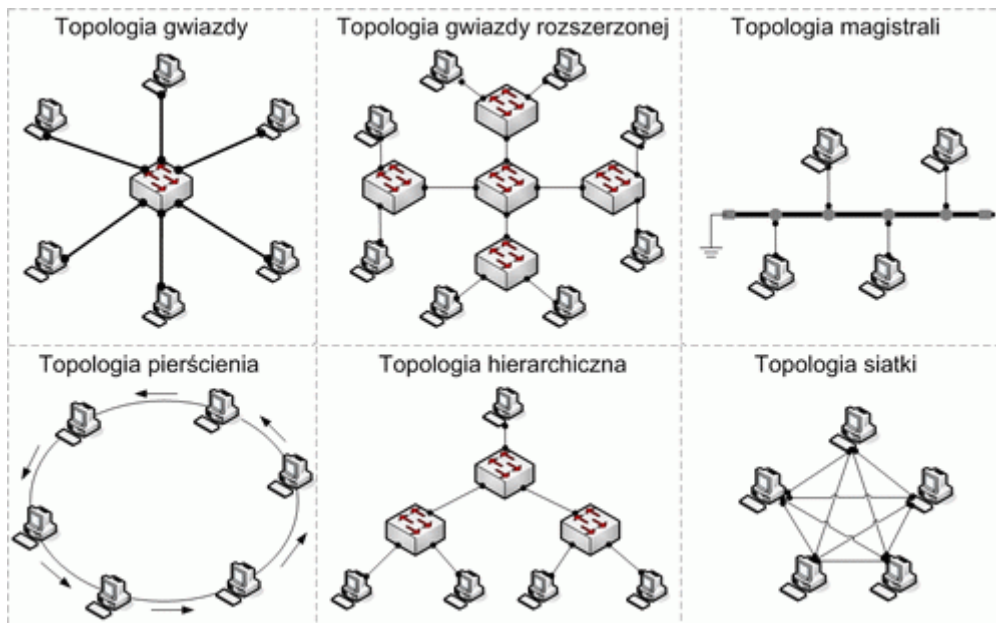 Topologia gwiazdy
Topologia gwiazdy rozszerzonej
Topologia magistrali
Topologia pierścienia
Topologia hierarchiczna
Topologia siatki